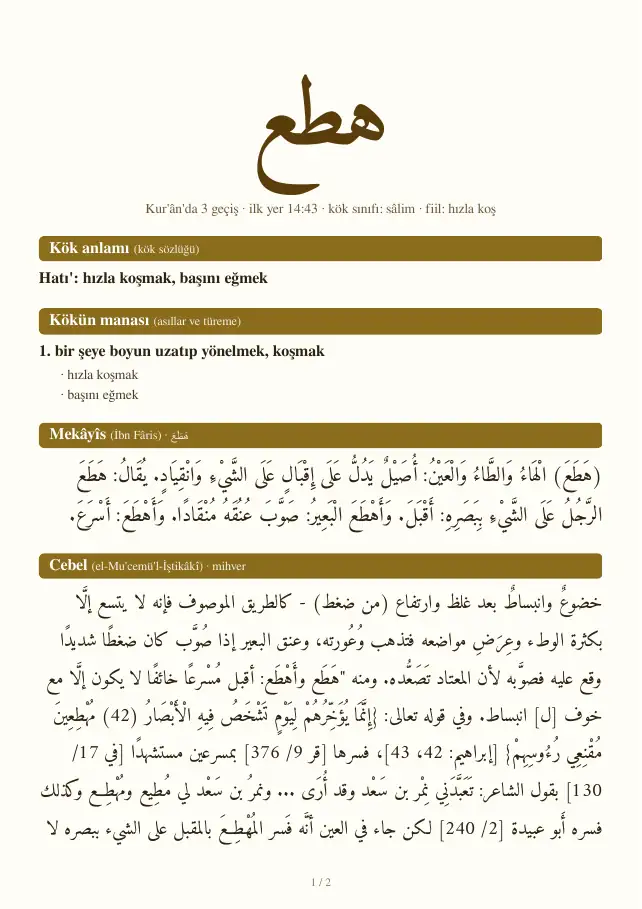 هطع
Kur'ân'da 3 geçiş · ilk yer 14:43 · kök sınıfı: sâlim · fiil: hızla koş
Kök anlamı (kök sözlüğü)
Hatı': hızla koşmak, başını eğmek
Kökün manası (asıllar ve türeme)
1. bir şeye boyun uzatıp yönelmek, koşmak
· hızla koşmak
· başını eğmek
Mekâyîs (İbn Fâris) · هَطَعَ
(هَطَعَ) الْهَاءُ وَالطَّاءُ وَالْعَيْنُ: أُصَيْلٌ يَدُلُّ عَلَى إِقْبَالٍ عَلَى الشَّيْءِ وَانْقِيَادٍ. يُقَالُ: هَطَعَ
الرَّجُلُ عَلَى الشَّيْءِ بِبَصَرِهِ: أَقْبَلَ. وَأَهْطَعَ الْبَعِيرُ: صَوَّبَ عُنُقَهُ مُنْقَادًا. وَأَهْطَعَ: أَسْرَعَ.
Cebel (el-Mu'cemü'l-İştikâkî) · mihver
خضوعٌ وانبساطٌ بعد غلظ وارتفاع (من ضغط) - كالطريق الموصوف فإنه لا يتسع إلَّا
بكثرة الوطء وعِرَضِ مواضعه فتذهب وُعُورته، وعنق البعير إذا صُوِّب كان ضغطًا شديدًا
وقع عليه فصوَّبه لأن المعتاد تَصَعُّده. ومنه "هَطَع وأَهْطَع: أقبل مُسْرعًا خائفًا لا يكون إلَّا مع
خوف [ل] انبساط. وفي قوله تعالى: {إِنَّمَا يُؤَخِّرُهُمْ لِيَوْمٍ تَشْخَصُ فِيهِ الْأَبْصَارُ (42) مُهْطِعِينَ
مُقْنِعِي رُءُوسِهِمْ} [إبراهيم: 42، 43]، فسرها [قر 9/ 376] بمسرعين مستشهدًا [في 17/
130] بقول الشاعر: تَعَبَّدَنِي نِمْر بن سَعْد وقد أُرَى ... ونمرُ بن سَعْد لي مُطِيع ومُهْطِع وكذلك
فسره أبو عبيدة [2/ 240] لكن جاء في العين أنَّه فَسر المُهْطِعَ بالمقبل على الشيء ببصره لا
1 / 2